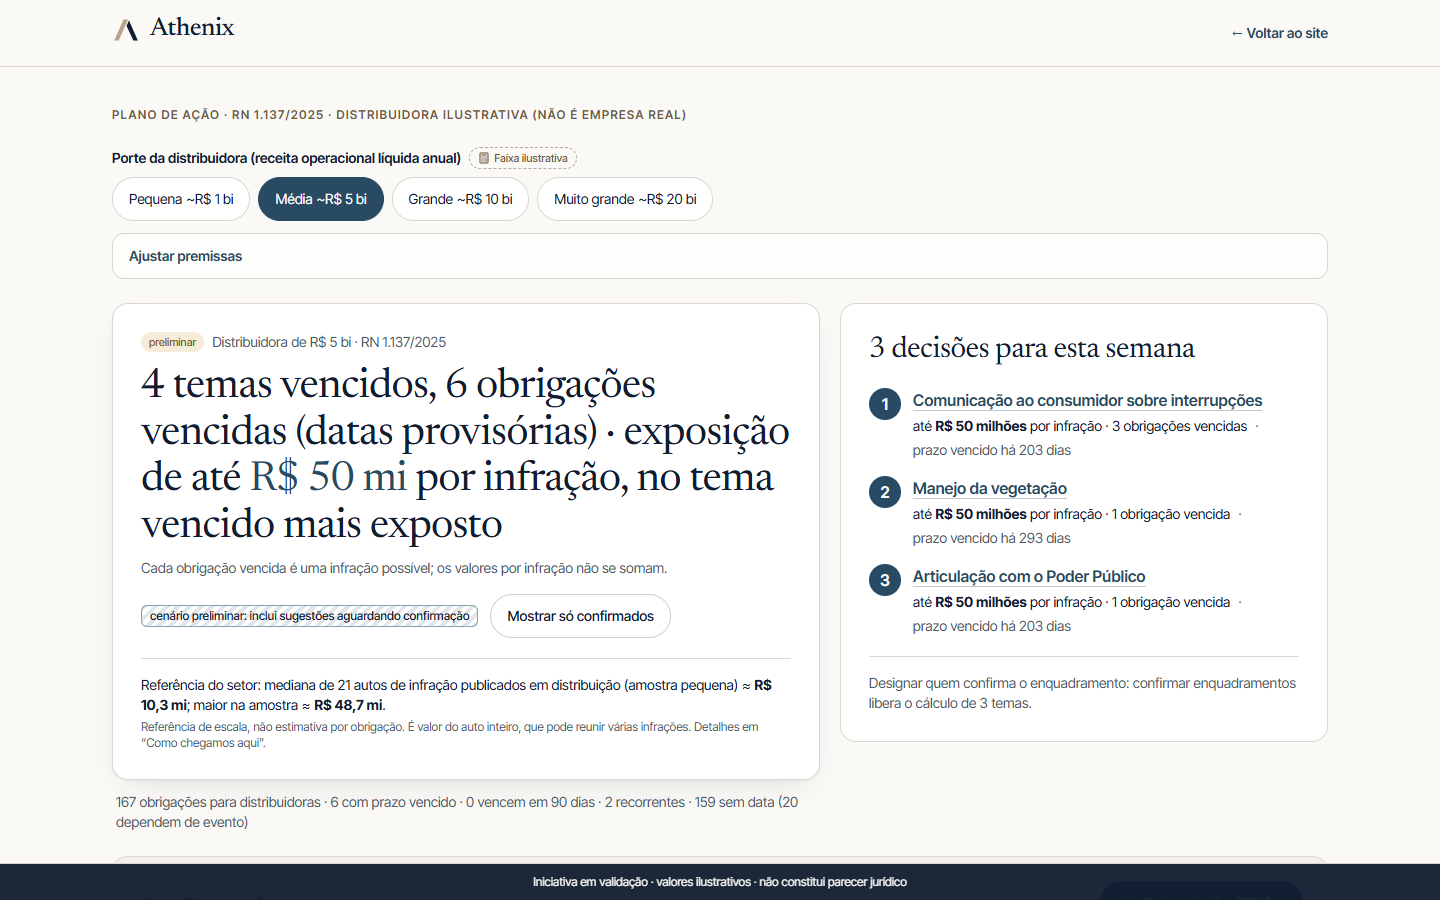 Athenix
← Voltar ao site
PLANO DE AÇÃO · RN 1.137/2025 · DISTRIBUIDORA ILUSTRATIVA (NÃO É EMPRESA REAL)
Porte da distribuidora (receita operacional líquida anual) Faixa ilustrativa
Pequena ~R$ 1 bi
Média ~R$ 5 bi
Grande ~R$ 10 bi
Muito grande ~R$ 20 bi
Ajustar premissas
preliminar Distribuidora de R$ 5 bi · RN 1.137/2025
4 temas vencidos, 6 obrigações
vencidas (datas provisórias) · exposição
de até R$ 50 mi por infração, no tema
vencido mais exposto
Cada obrigação vencida é uma infração possível; os valores por infração não se somam.
cenário preliminar: inclui sugestões aguardando confirmação
Mostrar só confirmados
Referência do setor: mediana de 21 autos de infração publicados em distribuição (amostra pequena) ≈ R$
10,3 mi; maior na amostra ≈ R$ 48,7 mi.
Referência de escala, não estimativa por obrigação. É valor do auto inteiro, que pode reunir várias infrações. Detalhes em
“Como chegamos aqui”.
3 decisões para esta semana
1 Comunicação ao consumidor sobre interrupções
até R$ 50 milhões por infração · 3 obrigações vencidas ·
prazo vencido há 203 dias
2 Manejo da vegetação
até R$ 50 milhões por infração · 1 obrigação vencida ·
prazo vencido há 293 dias
3 Articulação com o Poder Público
até R$ 50 milhões por infração · 1 obrigação vencida ·
prazo vencido há 203 dias
Designar quem confirma o enquadramento: confirmar enquadramentos
libera o cálculo de 3 temas.
167 obrigações para distribuidoras · 6 com prazo vencido · 0 vencem em 90 dias · 2 recorrentes · 159 sem data (20
dependem de evento)
Iniciativa em validação · valores ilustrativos · não constitui parecer jurídico